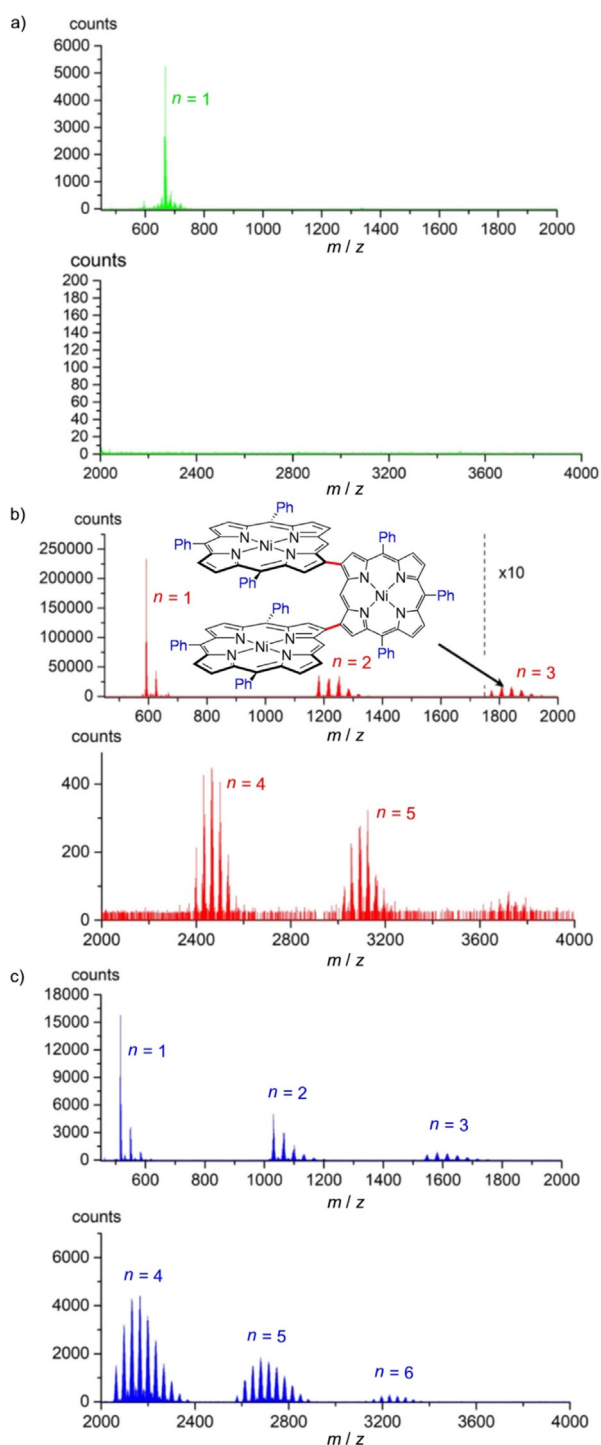 a)
counts
6000
5000
4000
3000
2000
1000
0
n = 1
600 800 1000 1200 1400 1600 1800 2000
m / z
counts
200
180
160
140
120
100
80
60
40
20
0
2000 2400 2800 3200 3600 4000
m / z
b)
counts
250000
200000
150000
100000
50000
0
n = 1
Ph
Ph
Ni
N N
N N
Ph
Ph
Ph
Ni
N N
N N
Ph
Ph
N N
Ni
N N
Ph
Ph
n = 2
x10
n = 3
600 800 1000 1200 1400 1600 1800 2000
m / z
counts
400
200
0
n = 4
n = 5
2000 2400 2800 3200 3600 4000
m / z
c)
counts
18000
15000
12000
9000
6000
3000
0
n = 1
n = 2
n = 3
600 800 1000 1200 1400 1600 1800 2000
m / z
counts
6000
4000
2000
0
n = 4
n = 5
n = 6
2000 2400 2800 3200 3600 4000
m / z